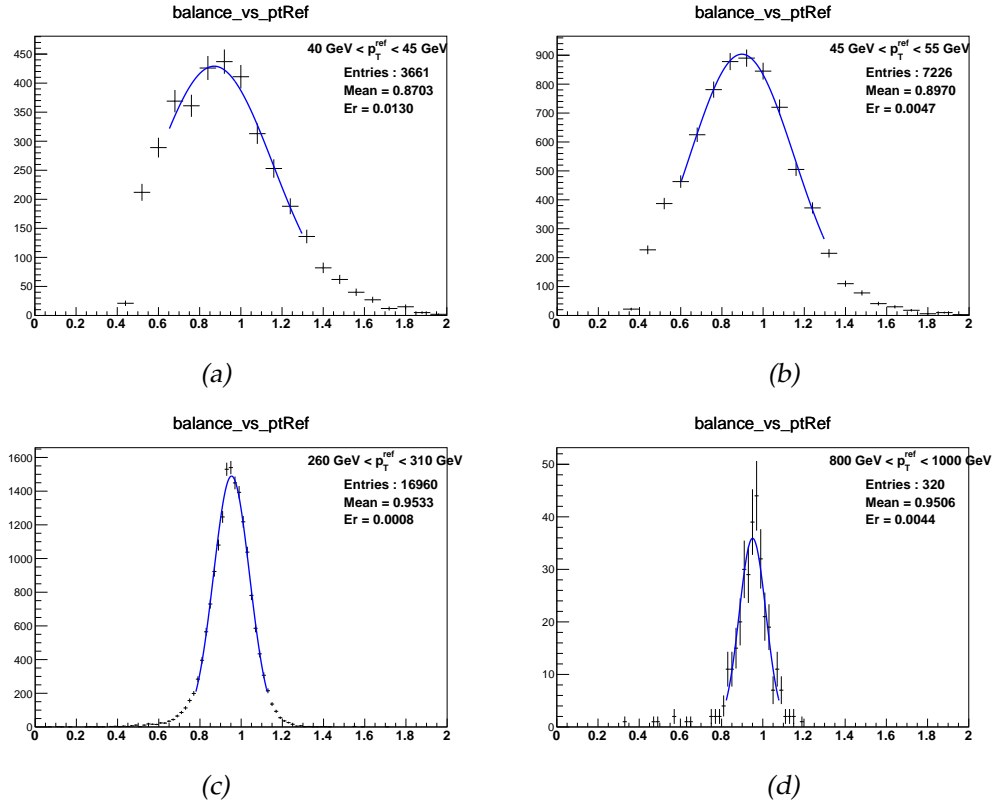 balance_vs_ptRef
40 GeV < p_T^ref < 45 GeV
Entries : 3661
Mean = 0.8703
Er = 0.0130
450
400
350
300
250
200
150
100
50
0
0 0.2 0.4 0.6 0.8 1 1.2 1.4 1.6 1.8 2
(a)
balance_vs_ptRef
45 GeV < p_T^ref < 55 GeV
Entries : 7226
Mean = 0.8970
Er = 0.0047
900
800
700
600
500
400
300
200
100
0
0 0.2 0.4 0.6 0.8 1 1.2 1.4 1.6 1.8 2
(b)
balance_vs_ptRef
260 GeV < p_T^ref < 310 GeV
Entries : 16960
Mean = 0.9533
Er = 0.0008
1600
1400
1200
1000
800
600
400
200
0
0 0.2 0.4 0.6 0.8 1 1.2 1.4 1.6 1.8 2
(c)
balance_vs_ptRef
800 GeV < p_T^ref < 1000 GeV
Entries : 320
Mean = 0.9506
Er = 0.0044
50
40
30
20
10
0
0 0.2 0.4 0.6 0.8 1 1.2 1.4 1.6 1.8 2
(d)